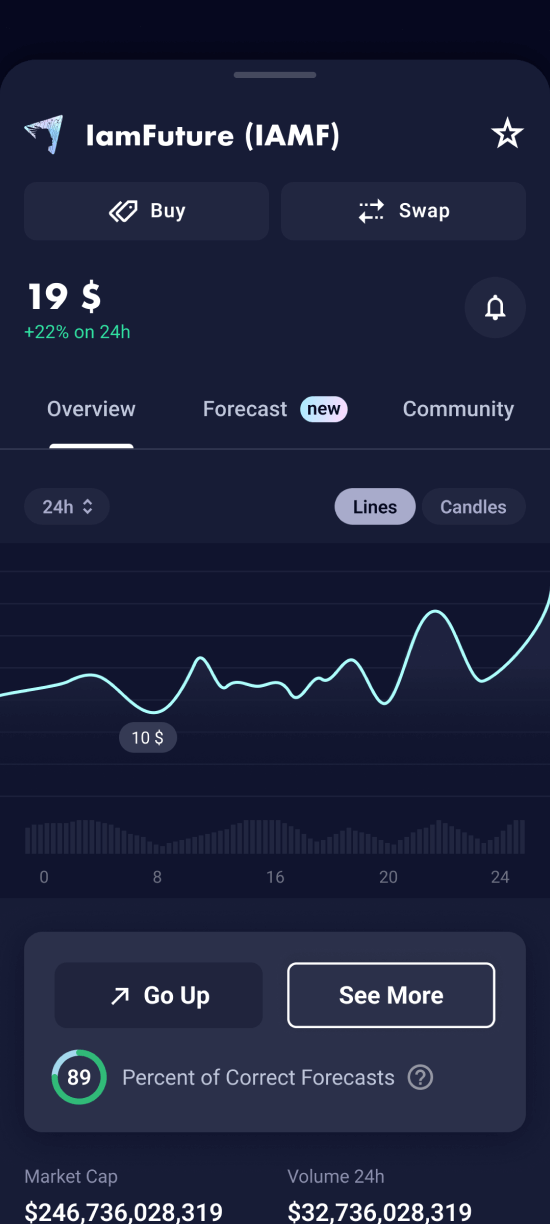 IamFuture (IAMF)
Buy
Swap
19 $
+22% on 24h
Overview
Forecast new
Community
24h
Lines
Candles
10 $
0 8 16 20 24
Go Up
See More
89 Percent of Correct Forecasts ?
Market Cap
Volume 24h
$246,736,028,319
$32,736,028,319